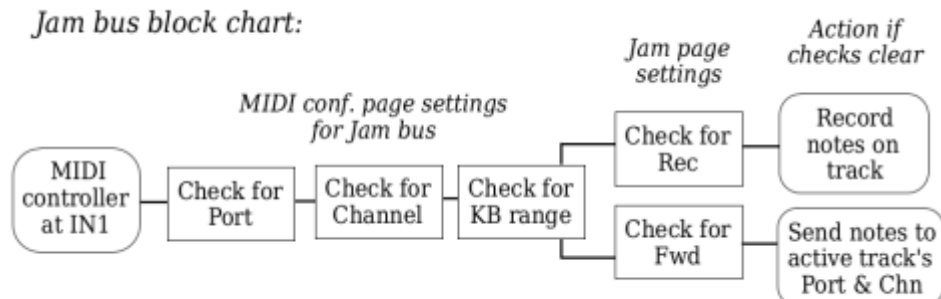 Jam bus block chart:
Action if
checks clear
Jam page
settings
MIDI conf. page settings
for Jam bus
MIDI
controller
at IN1
Check for
Port
Check for
Channel
Check for
KB range
Check for
Rec
Record
notes on
track
Check for
Fwd
Send notes to
active track's
Port & Chn